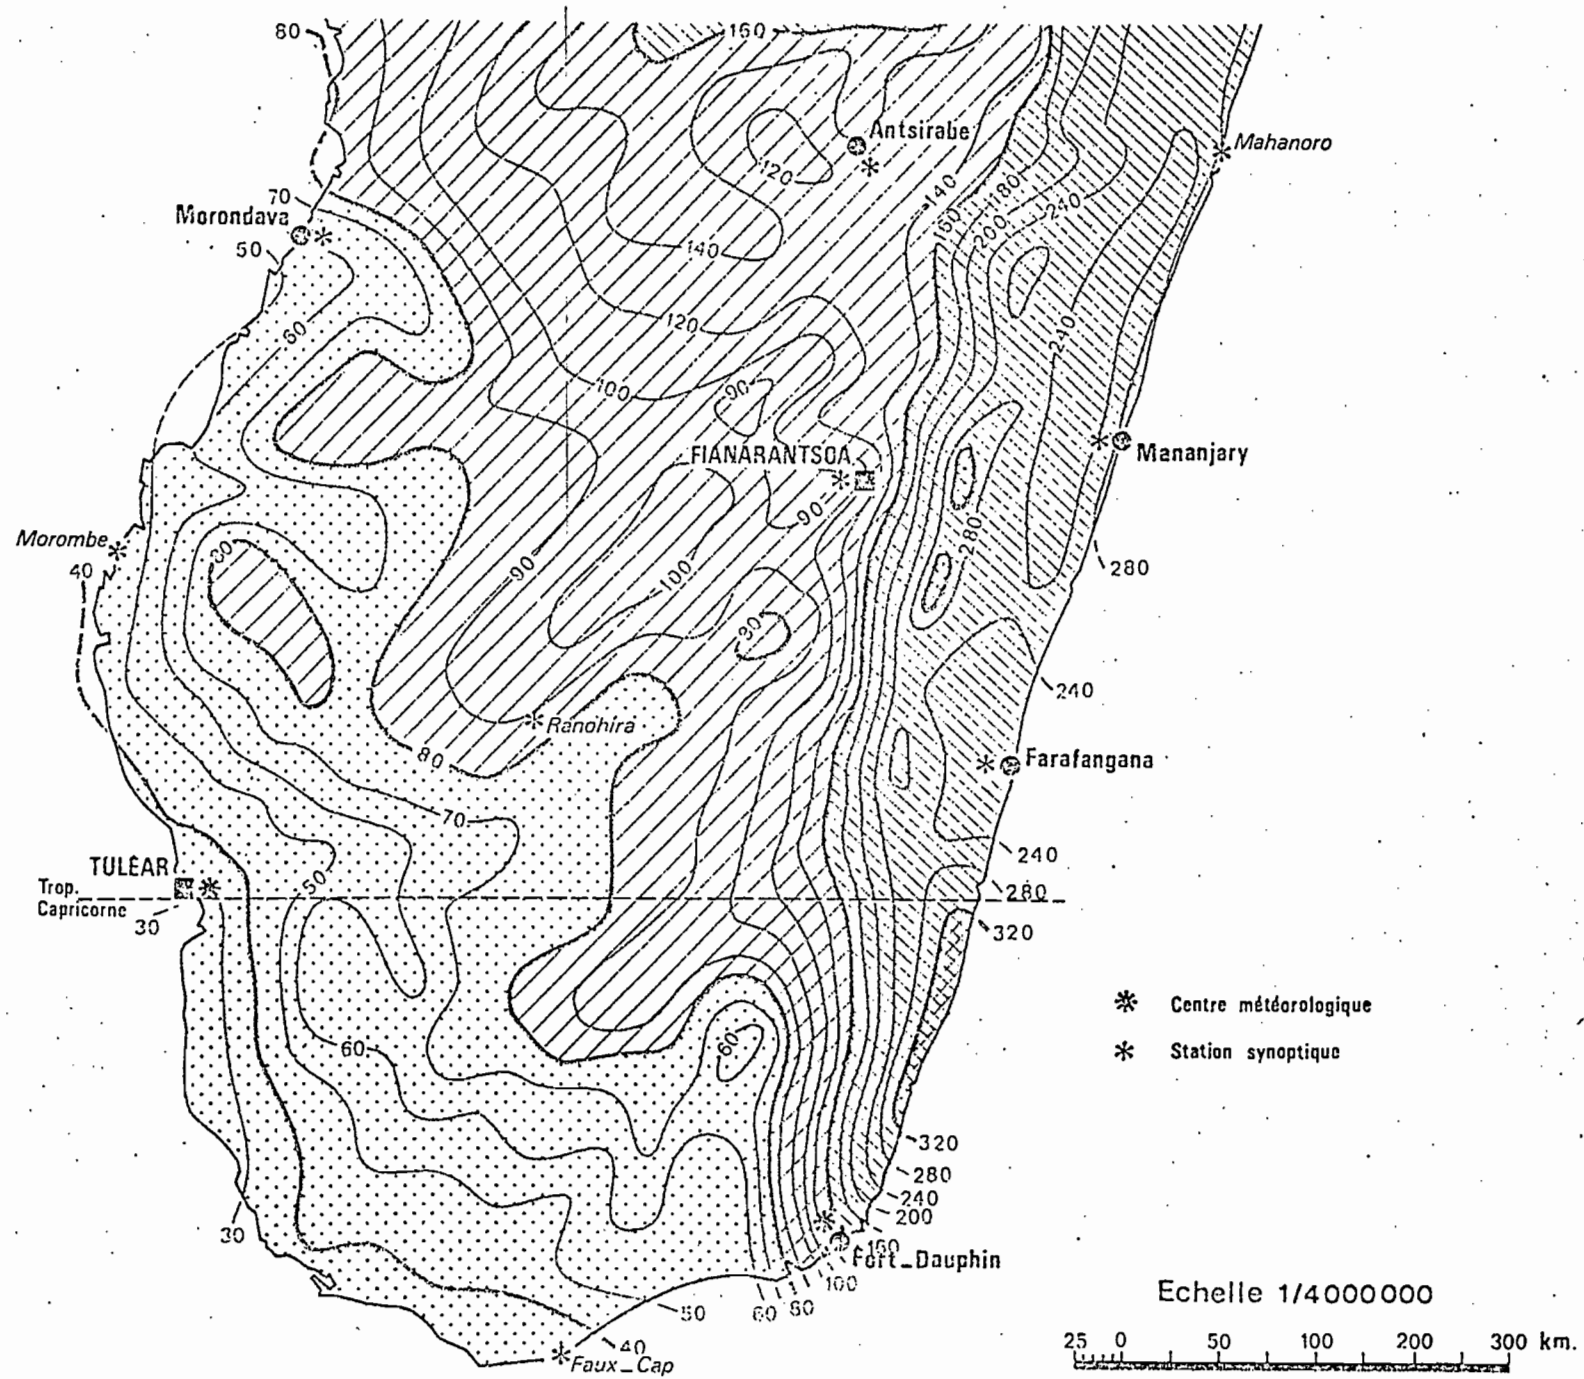 80
160
Antsirabe
Mahanoro
120
140
180
70
Morondava
160
240
200
50
140
60
120
240
100
90
FIANARANTSOA
Mananjary
90
280
Morombe
80
90
100
280
40
80
240
Ranohira
80
Farafangana
70
240
TULÉAR
50
280
Trop.
Capricorne
30
320
Centre météorologique
60
60
Station synoptique
320
280
240
200
30
160
Fort_Dauphin
100
Echelle 1/4000000
50
60
80
40
Faux_Cap
25 0 50 100 200 300 km.